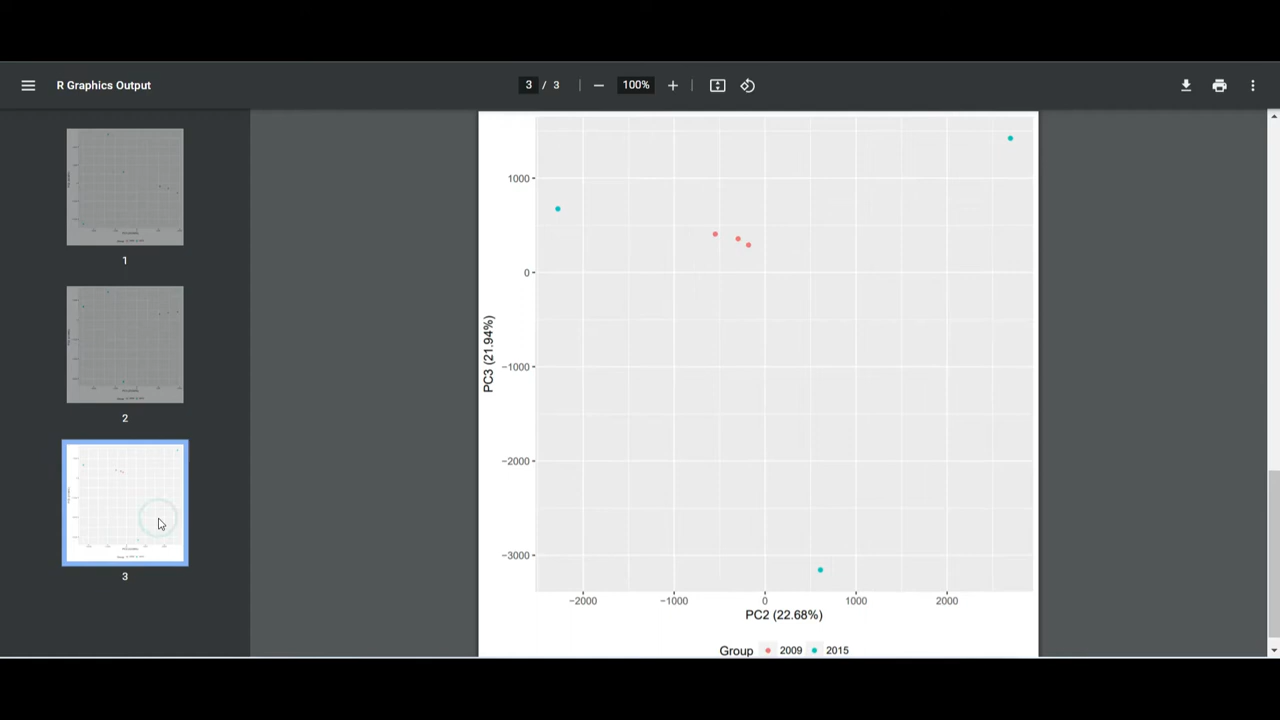 R Graphics Output
3 / 3
100%
1
2
3
1000
0
−1000
−2000
−3000
PC3 (21.94%)
−2000 −1000 0 1000 2000
PC2 (22.68%)
Group 2009 2015